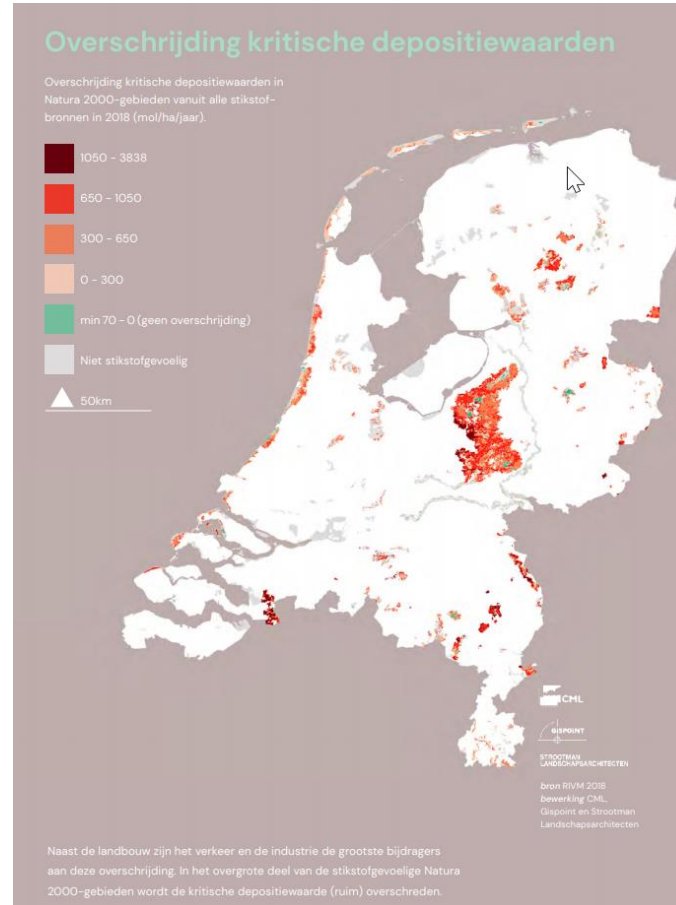 Overschrijding kritische depositiewaarden
Overschrijding kritische depositiewaarden in
Natura 2000-gebieden vanuit alle stikstof-
bronnen in 2018 (mol/ha/jaar).
1050 - 3838
650 - 1050
300 - 650
0 - 300
min 70 - 0 (geen overschrijding)
Niet stikstofgevoelig
50km
CML
GISPOINT
STROOTMAN
LANDSCHAPSARCHITECTEN
bron RIVM 2018
bewerking CML,
Gispoint en Strootman
Landschapsarchitecten
Naast de landbouw zijn het verkeer en de industrie de grootste bijdragers
aan deze overschrijding. In het overgrote deel van de stikstofgevoelige Natura
2000-gebieden wordt de kritische depositiewaarde (ruim) overschreden.